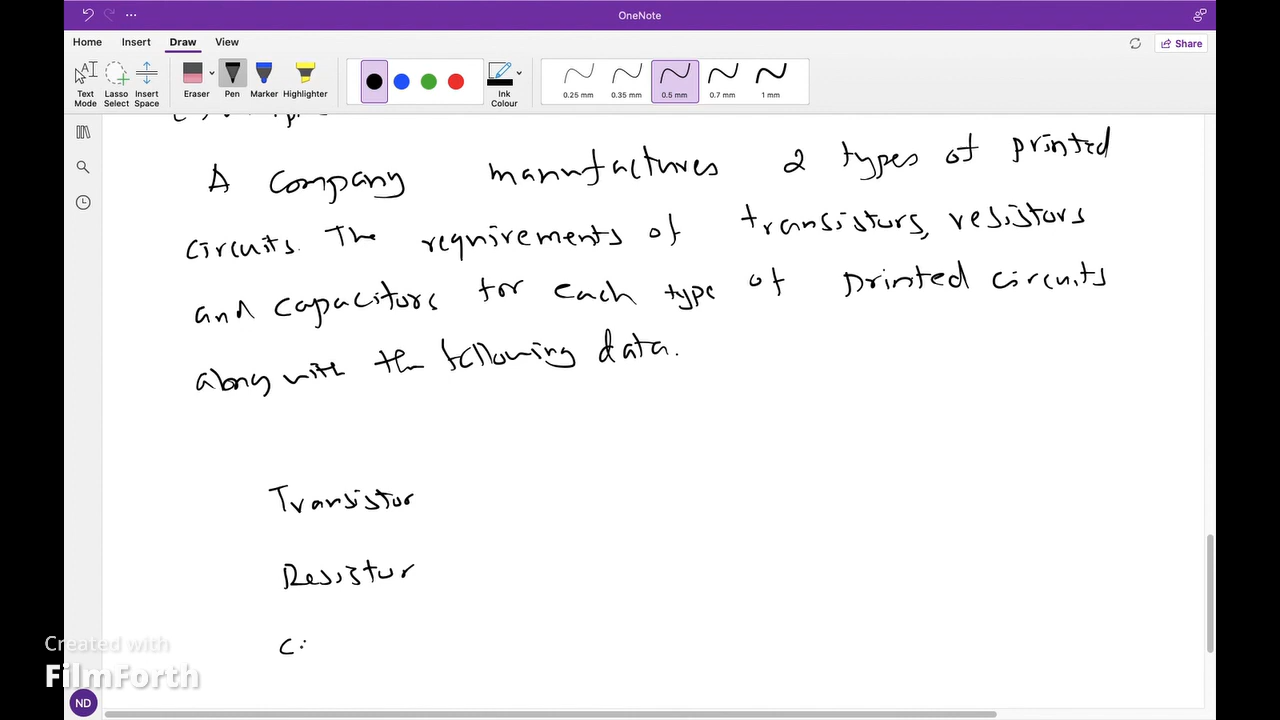 OneNote
Home Insert Draw View
Share
Text Mode Lasso Select Insert Space Eraser Pen Marker Highlighter Ink Colour 0.25 mm 0.35 mm 0.5 mm 0.7 mm 1 mm
A company manufactures 2 types of printed
circuits. The requirements of transistors, resistors
and capacitors for each type of printed circuits
along with the following data.
Transistor
Resistor
C
Created with
FilmForth
ND